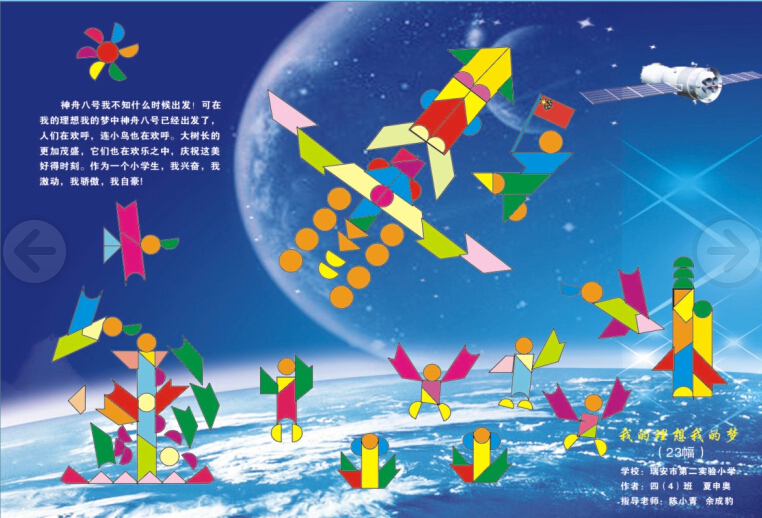 神舟八号我不知什么时候出发！可在
我的理想我的梦中神舟八号已经出发了，
人们在欢呼，连小鸟也在欢呼。大树长的
更加茂盛，它们也在欢乐之中，庆祝这美
好得时刻。作为一个小学生，我兴奋，我
激动，我骄傲，我自豪！
我的理想我的梦
（23幅）
学校：瑞安市第二实验小学
作者：四（4）班　夏申奥
指导老师：陈小青　余成豹